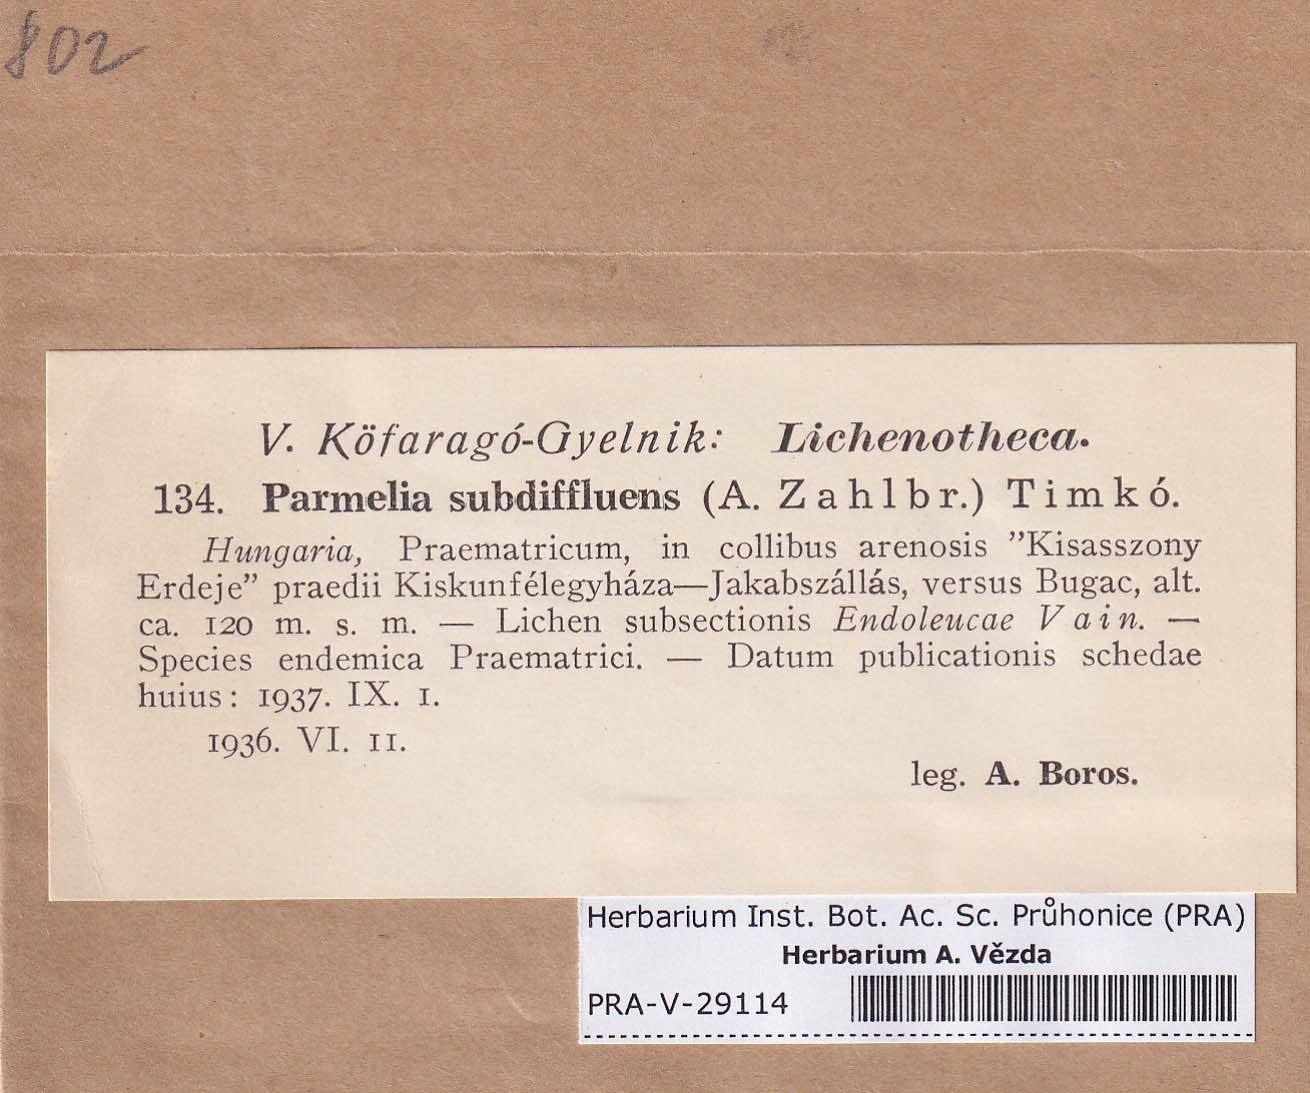 802
V. Köfaragó-Gyelnik: Lichenotheca.
134. Parmelia subdiffluens (A. Zahlbr.) Timkó.
Hungaria, Praematricum, in collibus arenosis ”Kisasszony
Erdeje” praedii Kiskunfélegyháza—Jakabszállás, versus Bugac, alt.
ca. 120 m. s. m. — Lichen subsectionis Endoleucae Vain. —
Species endemica Praematrici. — Datum publicationis schedae
huius: 1937. IX. 1.
1936. VI. 11.
leg. A. Boros.
Herbarium Inst. Bot. Ac. Sc. Průhonice (PRA)
Herbarium A. Vězda
PRA-V-29114